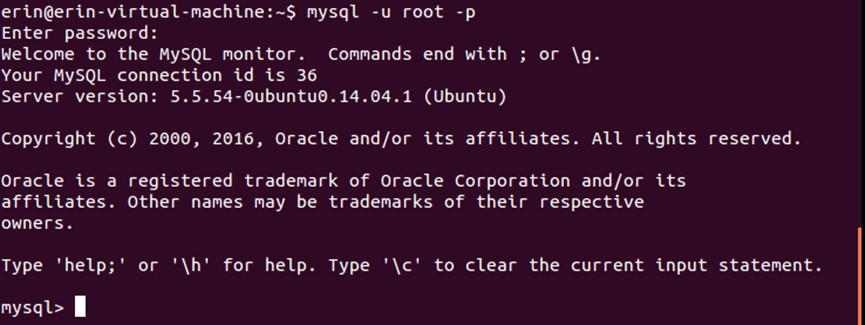 erin@erin-virtual-machine:~$ mysql -u root -p
Enter password:
Welcome to the MySQL monitor.  Commands end with ; or \g.
Your MySQL connection id is 36
Server version: 5.5.54-0ubuntu0.14.04.1 (Ubuntu)
Copyright (c) 2000, 2016, Oracle and/or its affiliates. All rights reserved.
Oracle is a registered trademark of Oracle Corporation and/or its
affiliates. Other names may be trademarks of their respective
owners.
Type 'help;' or '\h' for help. Type '\c' to clear the current input statement.
mysql>